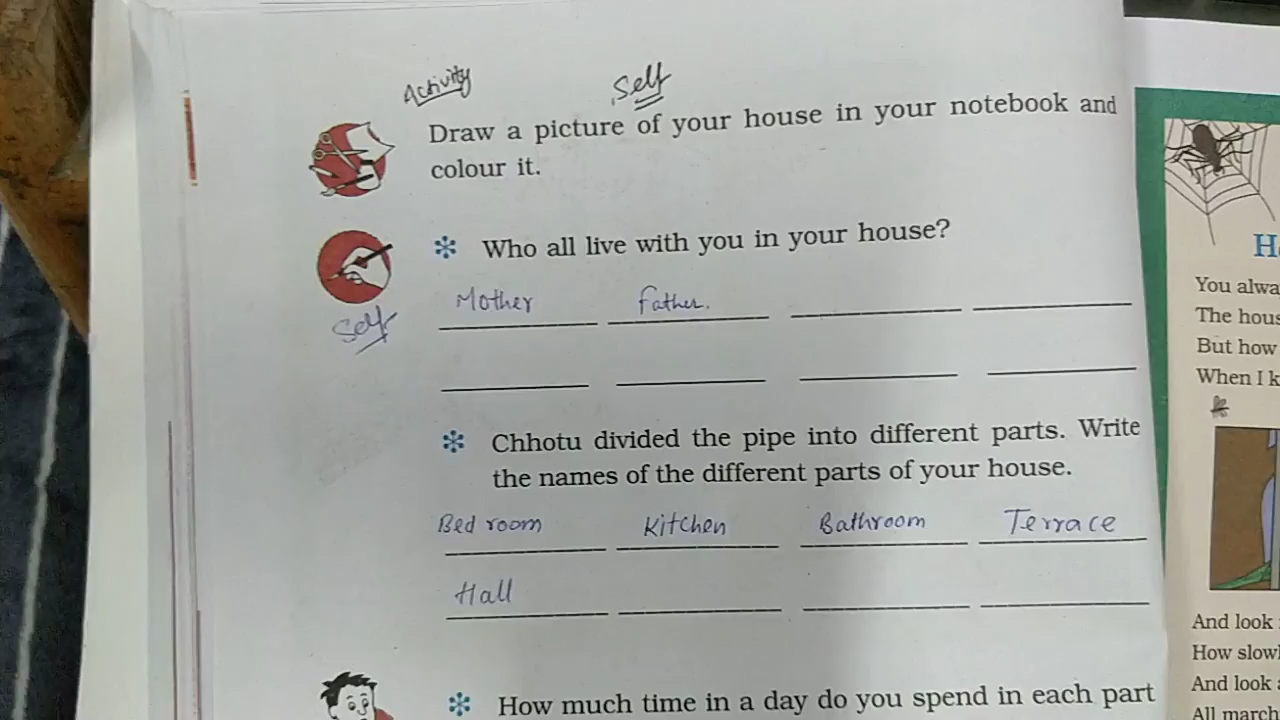 Activity Self
Draw a picture of your house in your notebook and
colour it.
Who all live with you in your house?
Mother Father.
Self
Chhotu divided the pipe into different parts. Write
the names of the different parts of your house.
Bed room Kitchen Bathroom Terrace
Hall
How much time in a day do you spend in each part
H
You alwa
The hous
But how
When I k
And look
How slowl
And look a
All march